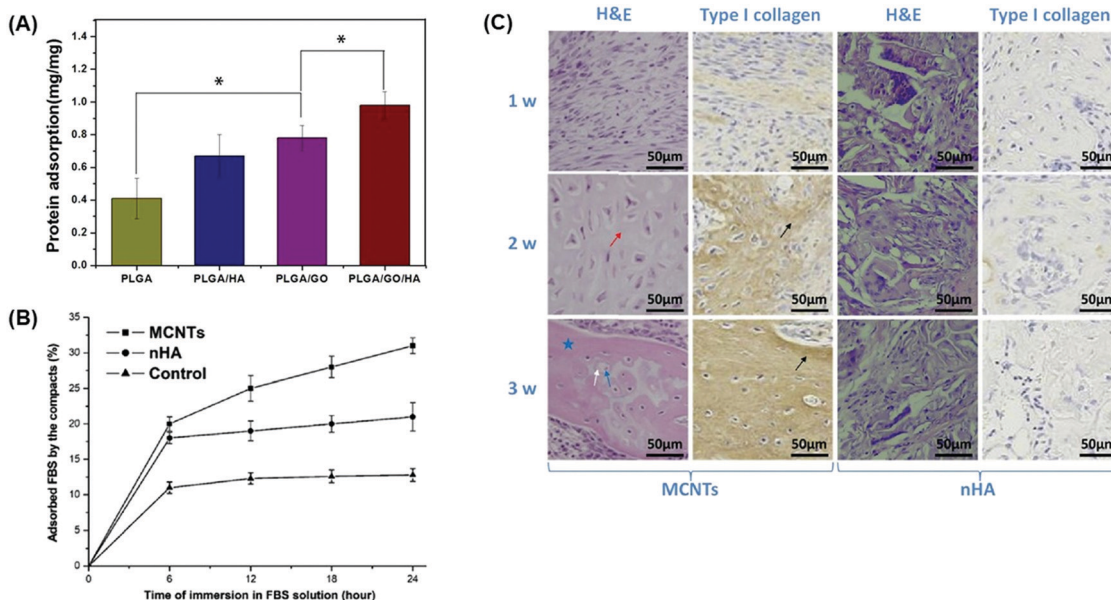 (A)
Protein adsorption(mg/mg)
1.4
1.2
1.0
0.8
0.6
0.4
0.2
0.0
*
*
PLGA PLGA/HA PLGA/GO PLGA/GO/HA
(B)
Adsorbed FBS by the compacts (%)
35
30
25
20
15
10
5
0
MCNTs
nHA
Control
0 6 12 18 24
Time of immersion in FBS solution (hour)
(C)
H&E Type I collagen H&E Type I collagen
1 w
50μm 50μm 50μm 50μm
2 w
50μm 50μm 50μm 50μm
3 w
50μm 50μm 50μm 50μm
MCNTs nHA